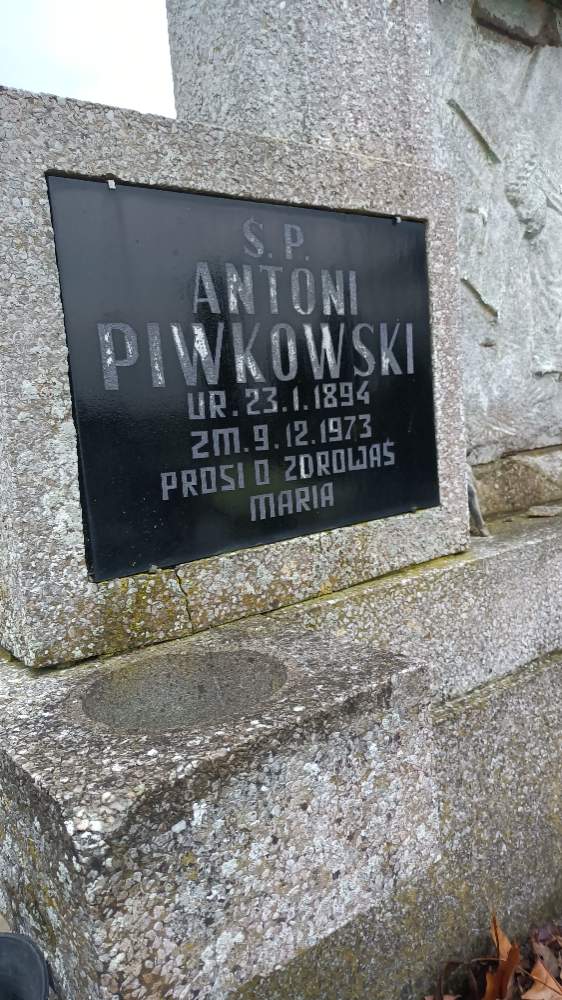 Ś. P.
ANTONI
PIWKOWSKI
UR. 23. 1. 1894
ZM. 9. 12. 1973
PROSI O ZDROWAŚ
MARIA